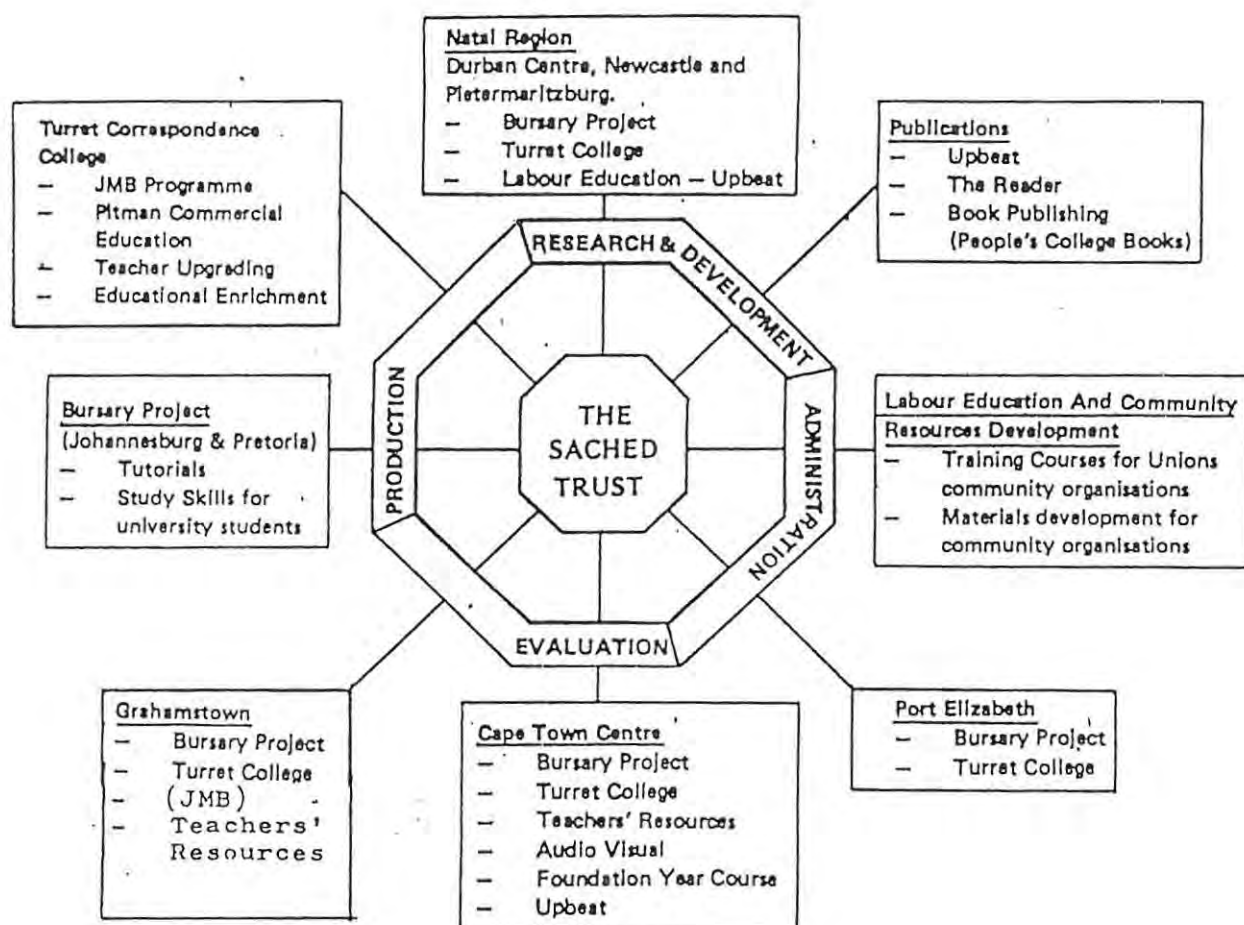 Natal Region
Durban Centre, Newcastle and
Pietermaritzburg.
– Bursary Project
– Turret College
– Labour Education – Upbeat
Turret Correspondence
College
– JMB Programme
– Pitman Commercial
Education
– Teacher Upgrading
– Educational Enrichment
Publications
– Upbeat
– The Reader
– Book Publishing
(People's College Books)
RESEARCH & DEVELOPMENT
PRODUCTION
THE
SACHED
TRUST
ADMINISTRATION
EVALUATION
Bursary Project
(Johannesburg & Pretoria)
– Tutorials
– Study Skills for
university students
Labour Education And Community
Resources Development
– Training Courses for Unions
community organisations
– Materials development for
community organisations
Grahamstown
– Bursary Project
– Turret College
– (JMB)
– Teachers'
Resources
Cape Town Centre
– Bursary Project
– Turret College
– Teachers' Resources
– Audio Visual
– Foundation Year Course
– Upbeat
Port Elizabeth
– Bursary Project
– Turret College